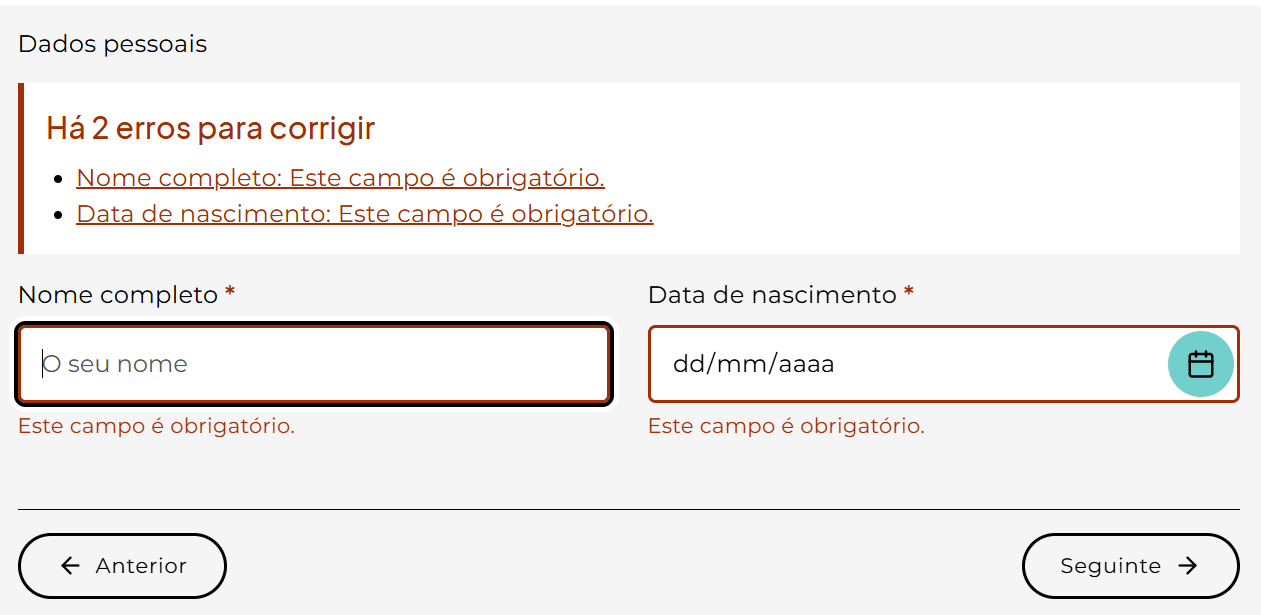 Dados pessoais
Há 2 erros para corrigir
Nome completo: Este campo é obrigatório.
Data de nascimento: Este campo é obrigatório.
Nome completo *
Data de nascimento *
O seu nome
dd/mm/aaaa
Este campo é obrigatório.
Este campo é obrigatório.
Anterior
Seguinte